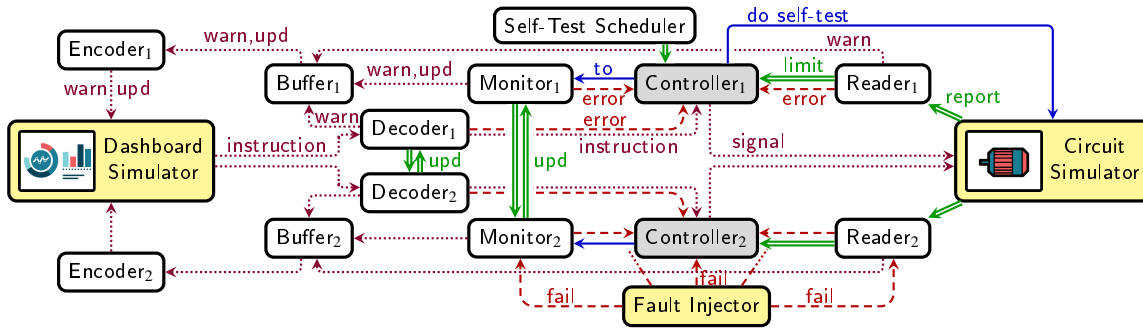 do self-test
Self-Test Scheduler
warn,upd
warn
Encoder₁
limit
warn,upd
to
Buffer₁
Monitor₁
Controller₁
Reader₁
warn upd
error
error
report
warn
error
Decoder₁
Dashboard
Simulator
instruction
instruction
signal
Circuit
Simulator
upd
upd
Decoder₂
Buffer₂
Monitor₂
Controller₂
Reader₂
Encoder₂
fail
fail
Fault Injector
fail